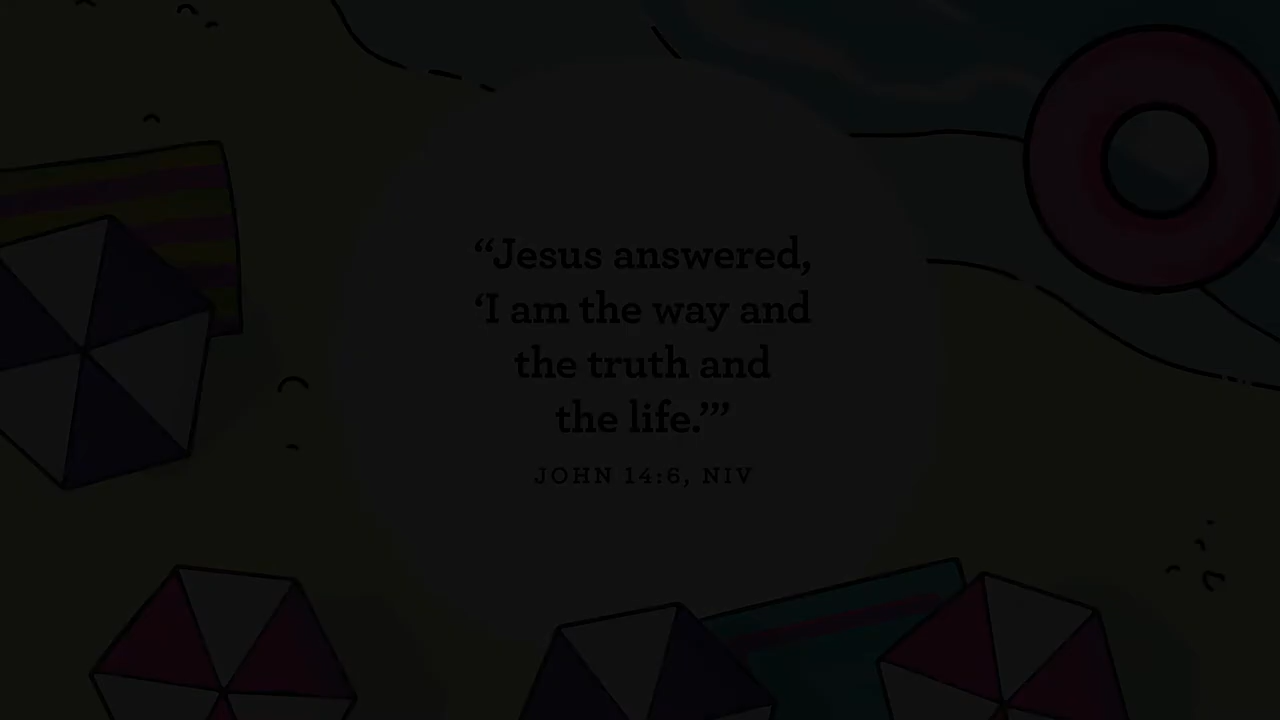 “Jesus answered,
‘I am the way and
the truth and
the life.’”
JOHN 14:6, NIV